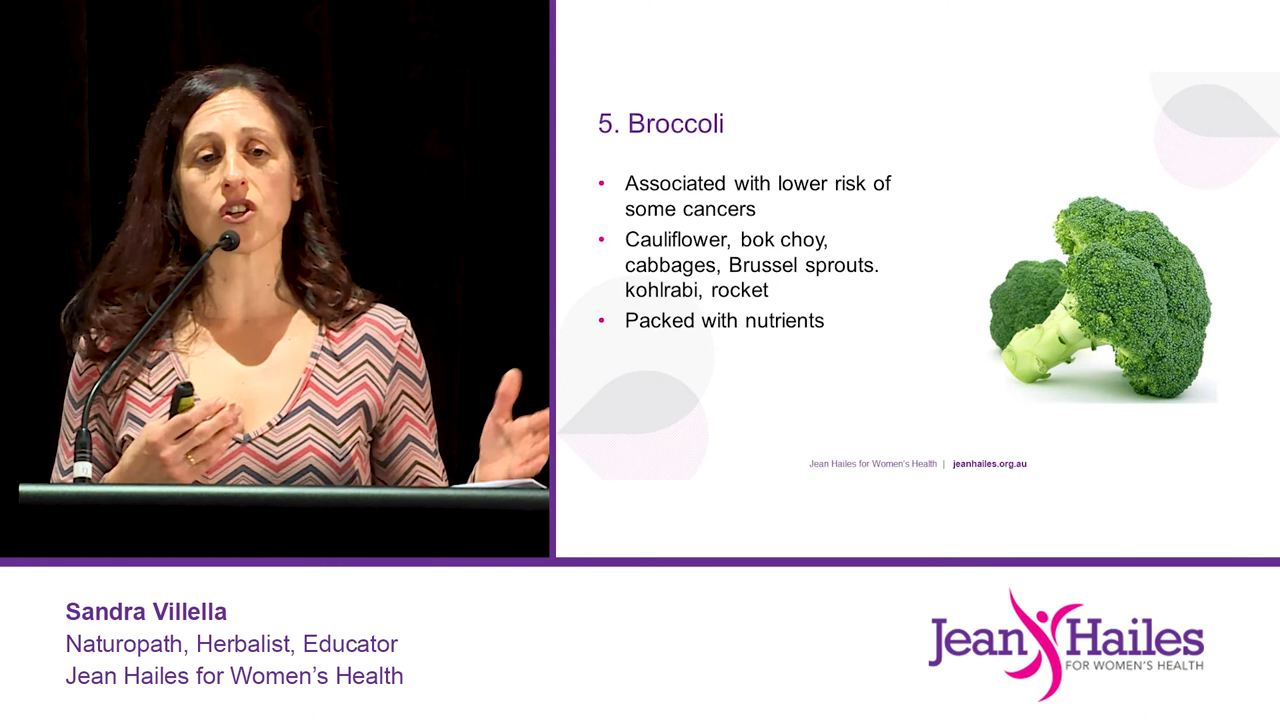 5. Broccoli
• Associated with lower risk of
some cancers
• Cauliflower, bok choy,
cabbages, Brussel sprouts.
kohlrabi, rocket
• Packed with nutrients
Jean Hailes for Women's Health | jeanhailes.org.au
Sandra Villella
Naturopath, Herbalist, Educator
Jean Hailes for Women’s Health
Jean Hailes
FOR WOMEN'S HEALTH